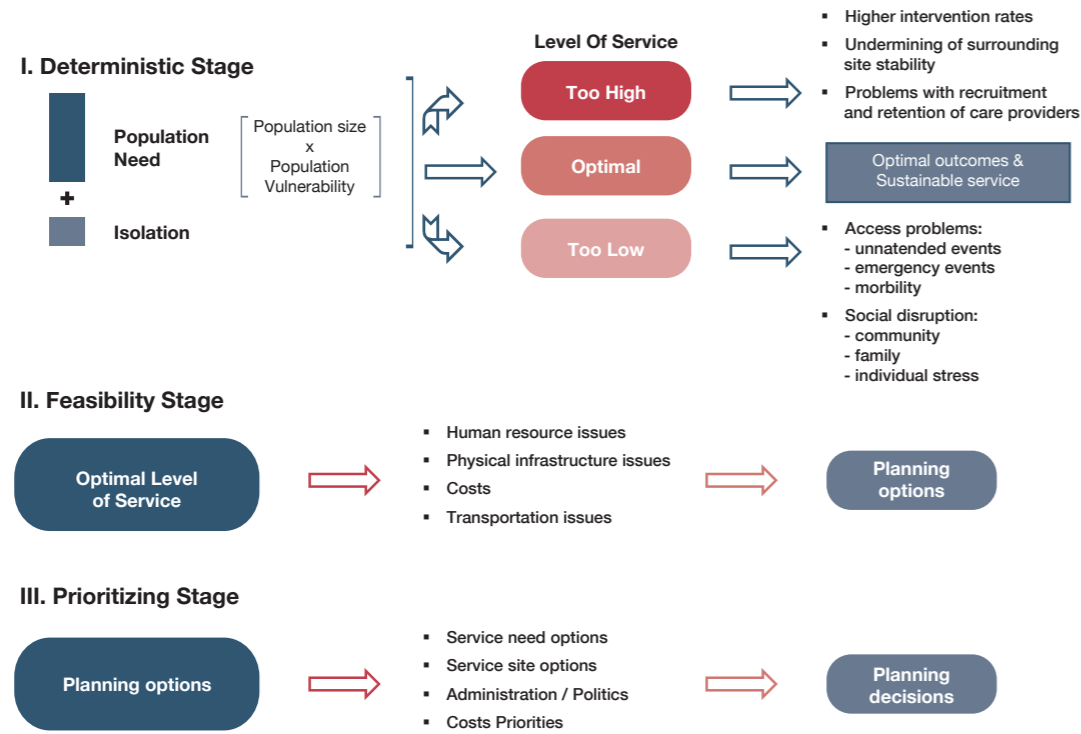 Level Of Service
I. Deterministic Stage
Population
Need
Population size
x
Population
Vulnerability
+
Isolation
Too High
Optimal
Too Low
▪ Higher intervention rates
▪ Undermining of surrounding
site stability
▪ Problems with recruitment
and retention of care providers
Optimal outcomes &
Sustainable service
▪ Access problems:
- unnatended events
- emergency events
- morbility
▪ Social disruption:
- community
- family
- individual stress
II. Feasibility Stage
Optimal Level
of Service
▪ Human resource issues
▪ Physical infrastructure issues
▪ Costs
▪ Transportation issues
Planning
options
III. Prioritizing Stage
Planning options
▪ Service need options
▪ Service site options
▪ Administration / Politics
▪ Costs Priorities
Planning
decisions